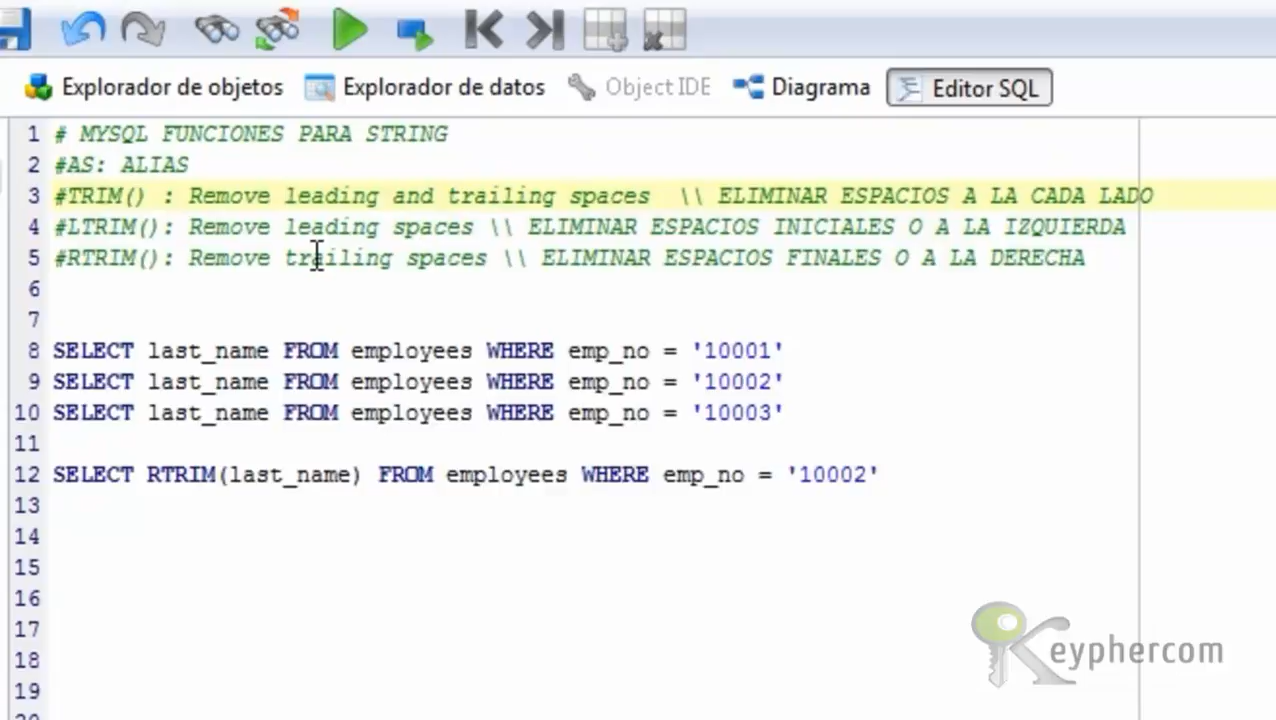 Explorador de objetos Explorador de datos Object IDE Diagrama Editor SQL
1 # MYSQL FUNCIONES PARA STRING
2 #AS: ALIAS
3 #TRIM() : Remove leading and trailing spaces \\ ELIMINAR ESPACIOS A LA CADA LADO
4 #LTRIM(): Remove leading spaces \\ ELIMINAR ESPACIOS INICIALES O A LA IZQUIERDA
5 #RTRIM(): Remove trailing spaces \\ ELIMINAR ESPACIOS FINALES O A LA DERECHA
6
7
8 SELECT last_name FROM employees WHERE emp_no = '10001'
9 SELECT last_name FROM employees WHERE emp_no = '10002'
10 SELECT last_name FROM employees WHERE emp_no = '10003'
11
12 SELECT RTRIM(last_name) FROM employees WHERE emp_no = '10002'
13
14
15
16
17
18
19
Keyphercom